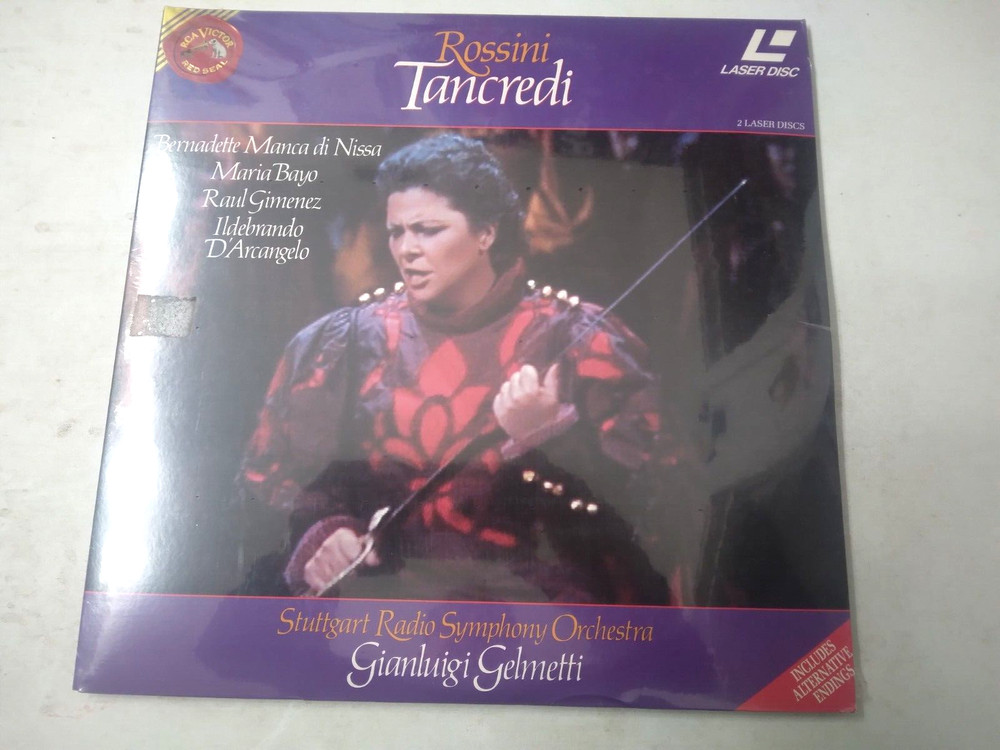 RCA VICTOR
RED SEAL
Rossini
Tancredi
LASER DISC
2 LASER DISCS
Bernadette Manca di Nissa
Maria Bayo
Raul Gimenez
Ildebrando
D'Arcangelo
Stuttgart Radio Symphony Orchestra
Gianluigi Gelmetti
INCLUDES
ALTERNATIVE
ENDINGS